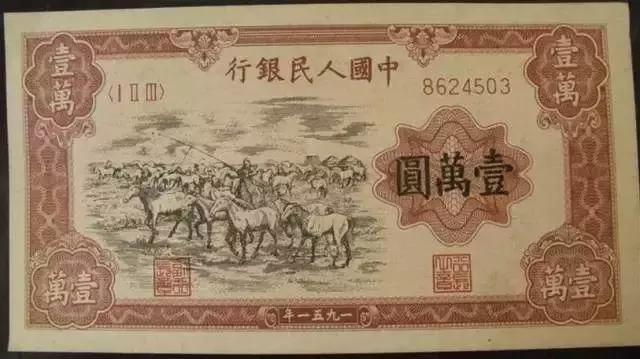 中國人民銀行
壹萬
壹萬
〈I II III〉
8624503
壹萬圓
壹萬
壹萬
一九五一年